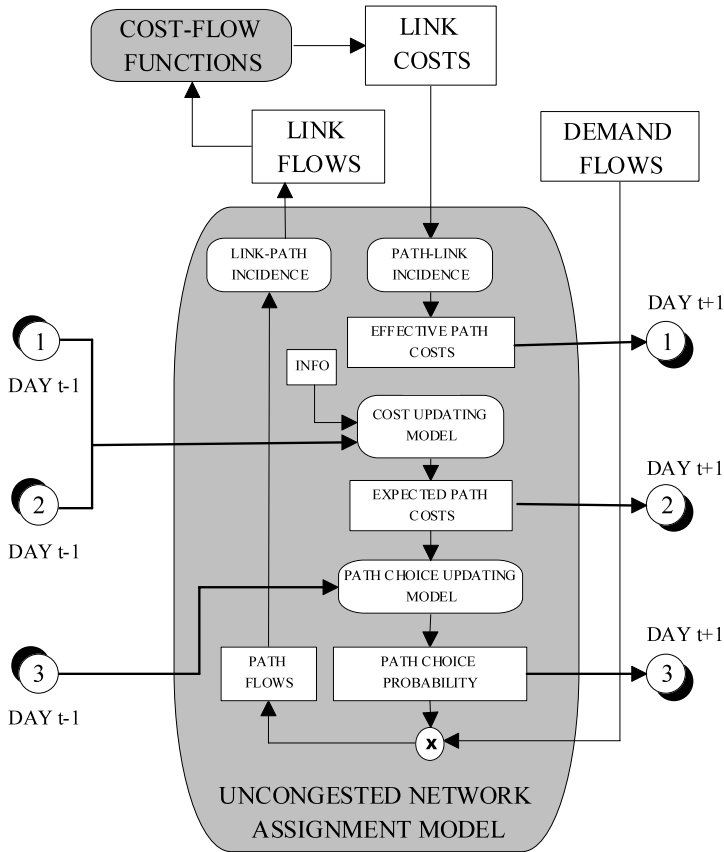 COST-FLOW
FUNCTIONS
LINK
COSTS
LINK
FLOWS
DEMAND
FLOWS
LINK-PATH
INCIDENCE
PATH-LINK
INCIDENCE
DAY t+1
1
DAY t-1
EFFECTIVE PATH
COSTS
1
INFO
COST UPDATING
MODEL
DAY t+1
2
DAY t-1
EXPECTED PATH
COSTS
2
PATH CHOICE UPDATING
MODEL
DAY t+1
3
DAY t-1
PATH
FLOWS
PATH CHOICE
PROBABILITY
3
x
UNCONGESTED NETWORK
ASSIGNMENT MODEL